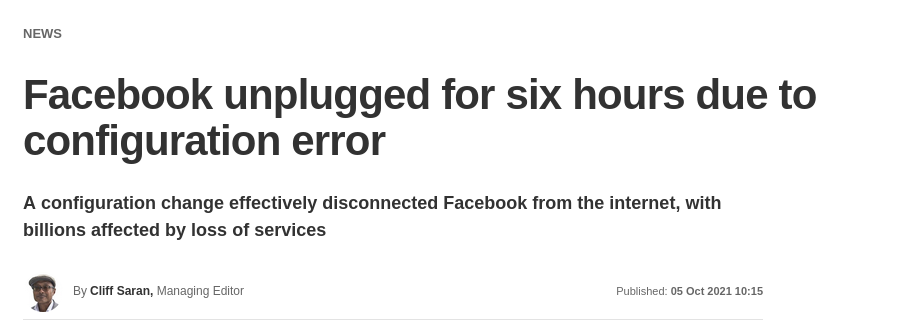 NEWS
Facebook unplugged for six hours due to
configuration error
A configuration change effectively disconnected Facebook from the internet, with
billions affected by loss of services
By Cliff Saran, Managing Editor
Published: 05 Oct 2021 10:15